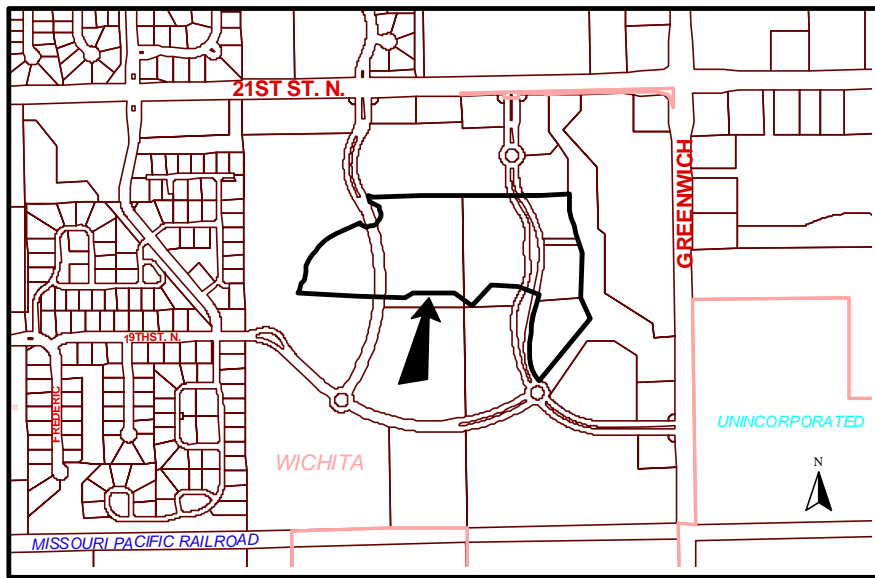 21ST ST. N.
GREENWICH
19THST. N.
FREDERIC
UNINCORPORATED
WICHITA
N
MISSOURI PACIFIC RAILROAD